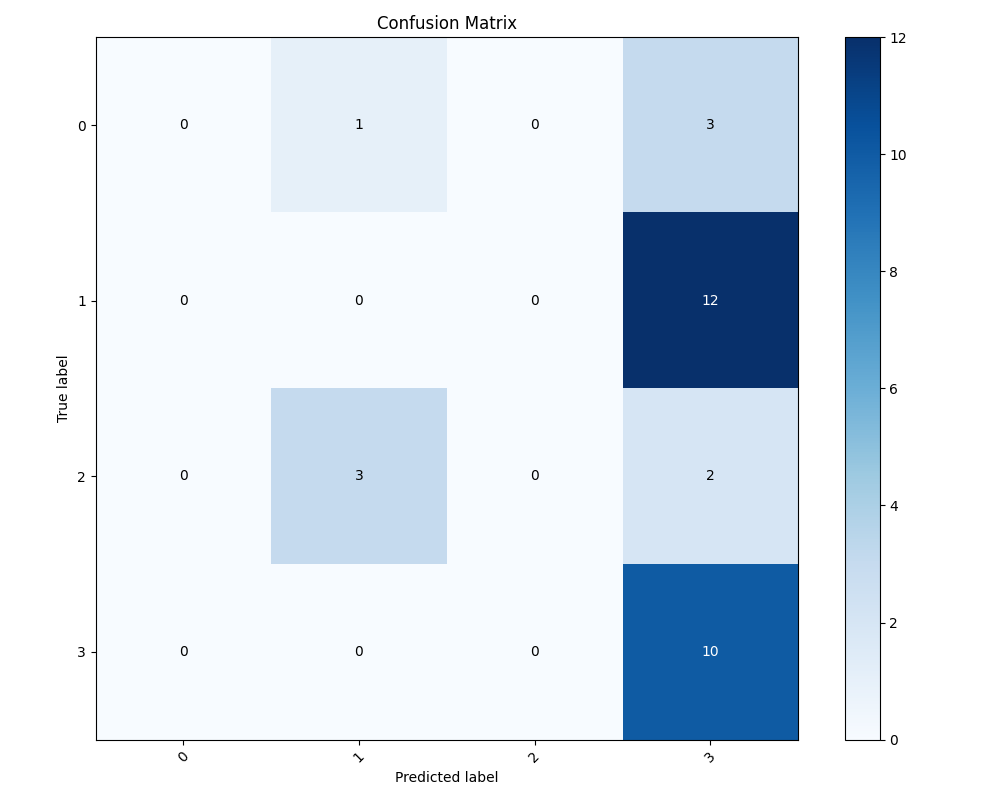 Confusion Matrix
0 0 1 0 3
1 0 0 0 12
2 0 3 0 2
3 0 0 0 10
True label
0 1 2 3
Predicted label
12
10
8
6
4
2
0